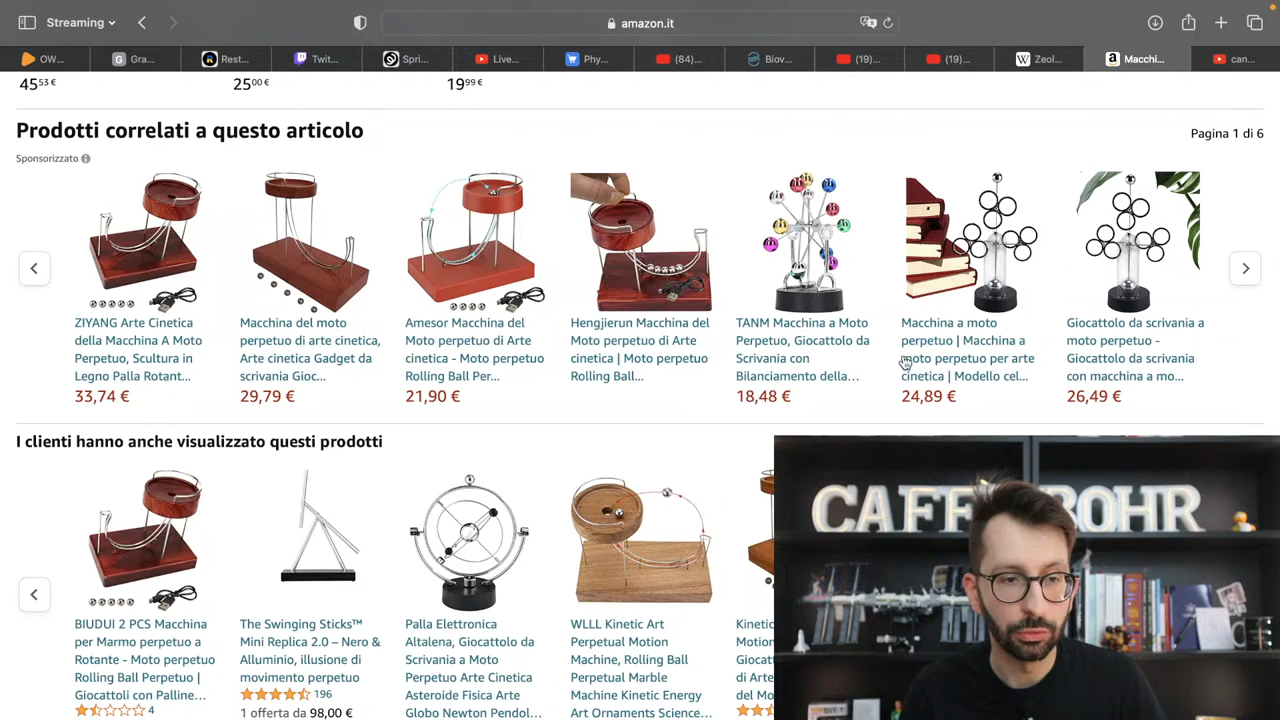 Streaming
amazon.it
OW...
Gra...
Rest...
Twit...
Spri...
Live...
Phy...
(84)...
Biov...
(19)...
(19)...
Zeol...
Macchi...
can...
45 53 €
25 00 €
19 99 €
Prodotti correlati a questo articolo
Pagina 1 di 6
Sponsorizzato
ZIYANG Arte Cinetica
della Macchina A Moto
Perpetuo, Scultura in
Legno Palla Rotant...
33,74 €
Macchina del moto
perpetuo di arte cinetica,
Arte cinetica Gadget da
scrivania Gioc...
29,79 €
Amesor Macchina del
Moto perpetuo di Arte
cinetica - Moto perpetuo
Rolling Ball Per...
21,90 €
Hengjierun Macchina del
Moto perpetuo di Arte
cinetica | Moto perpetuo
Rolling Ball...
TANM Macchina a Moto
Perpetuo, Giocattolo da
Scrivania con
Bilanciamento della...
18,48 €
Macchina a moto
perpetuo | Macchina a
moto perpetuo per arte
cinetica | Modello cel...
24,89 €
Giocattolo da scrivania a
moto perpetuo -
Giocattolo da scrivania
con macchina a mo...
26,49 €
I clienti hanno anche visualizzato questi prodotti
BIUDUI 2 PCS Macchina
per Marmo perpetuo a
Rotante - Moto perpetuo
Rolling Ball Perpetuo |
Giocattoli con Palline...
4
The Swinging Sticks™
Mini Replica 2.0 – Nero &
Alluminio, illusione di
movimento perpetuo
196
1 offerta da 98,00 €
Palla Elettronica
Altalena, Giocattolo da
Scrivania a Moto
Perpetuo Arte Cinetica
Asteroide Fisica Arte
Globo Newton Pendol...
WLLL Kinetic Art
Perpetual Motion
Machine, Rolling Ball
Perpetual Marble
Machine Kinetic Energy
Art Ornaments Science...
CAFFÈ BOHR